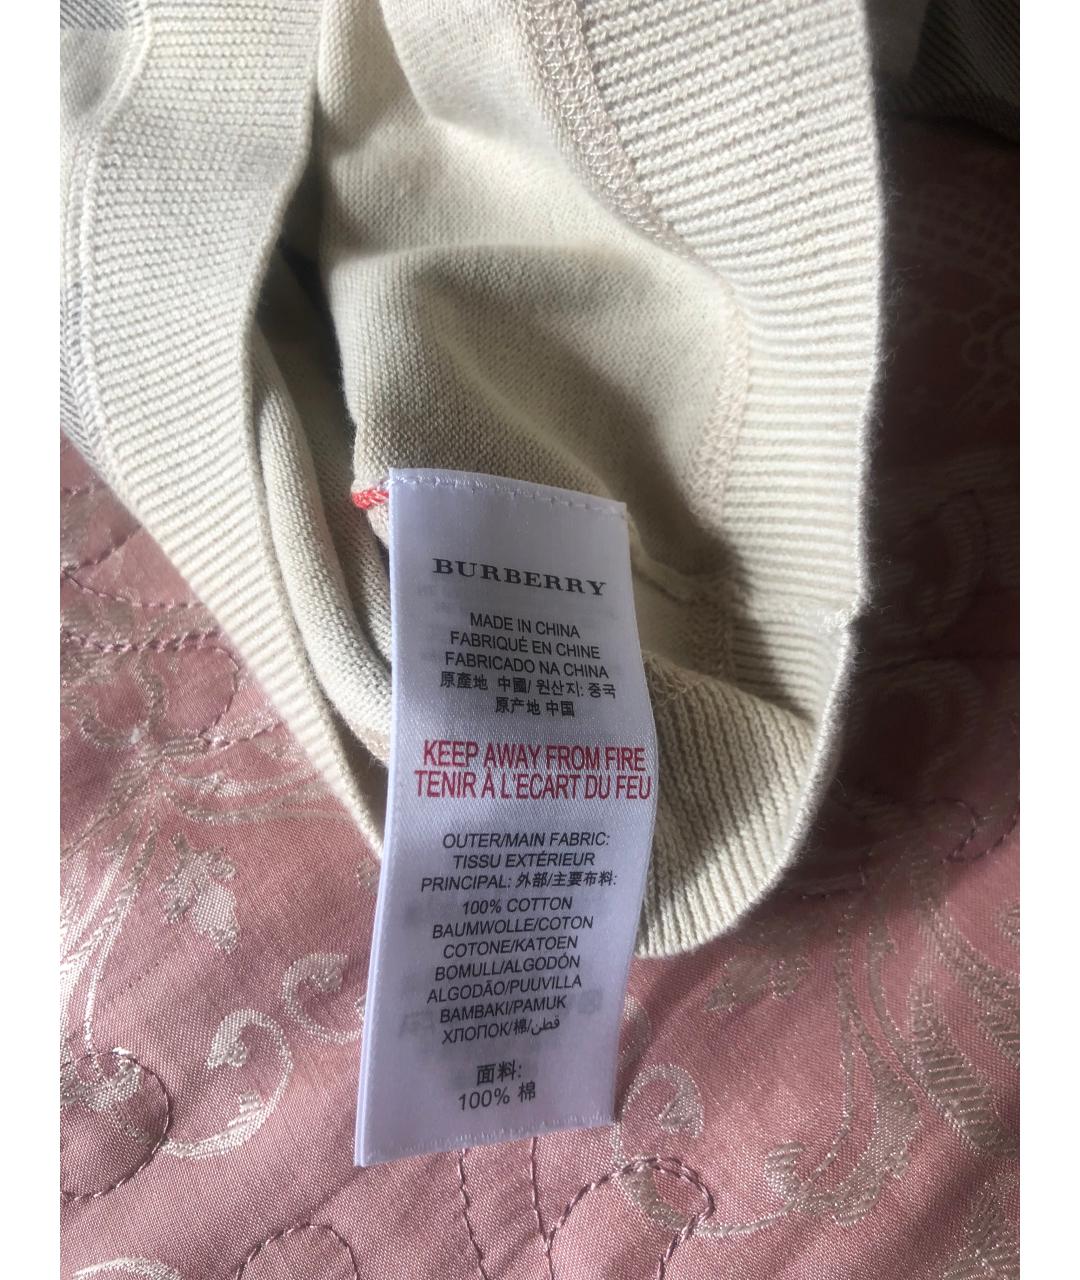 BURBERRY
MADE IN CHINA
FABRIQUÉ EN CHINE
FABRICADO NA CHINA
原產地 中國/ 원산지: 중국
原产地 中国
KEEP AWAY FROM FIRE
TENIR À L'ECART DU FEU
OUTER/MAIN FABRIC:
TISSU EXTÉRIEUR
PRINCIPAL: 外部/主要布料:
100% COTTON
BAUMWOLLE/COTON
COTONE/KATOEN
BOMULL/ALGODÓN
ALGODÃO/PUUVILLA
BAMBAKI/PAMUK
ХЛОПОК/棉/قطن
面料:
100% 棉